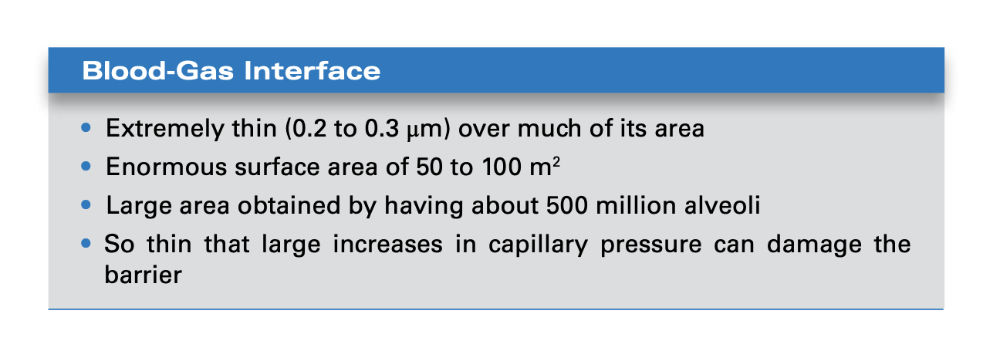 Blood-Gas Interface
• Extremely thin (0.2 to 0.3 μm) over much of its area
• Enormous surface area of 50 to 100 m²
• Large area obtained by having about 500 million alveoli
• So thin that large increases in capillary pressure can damage the
barrier